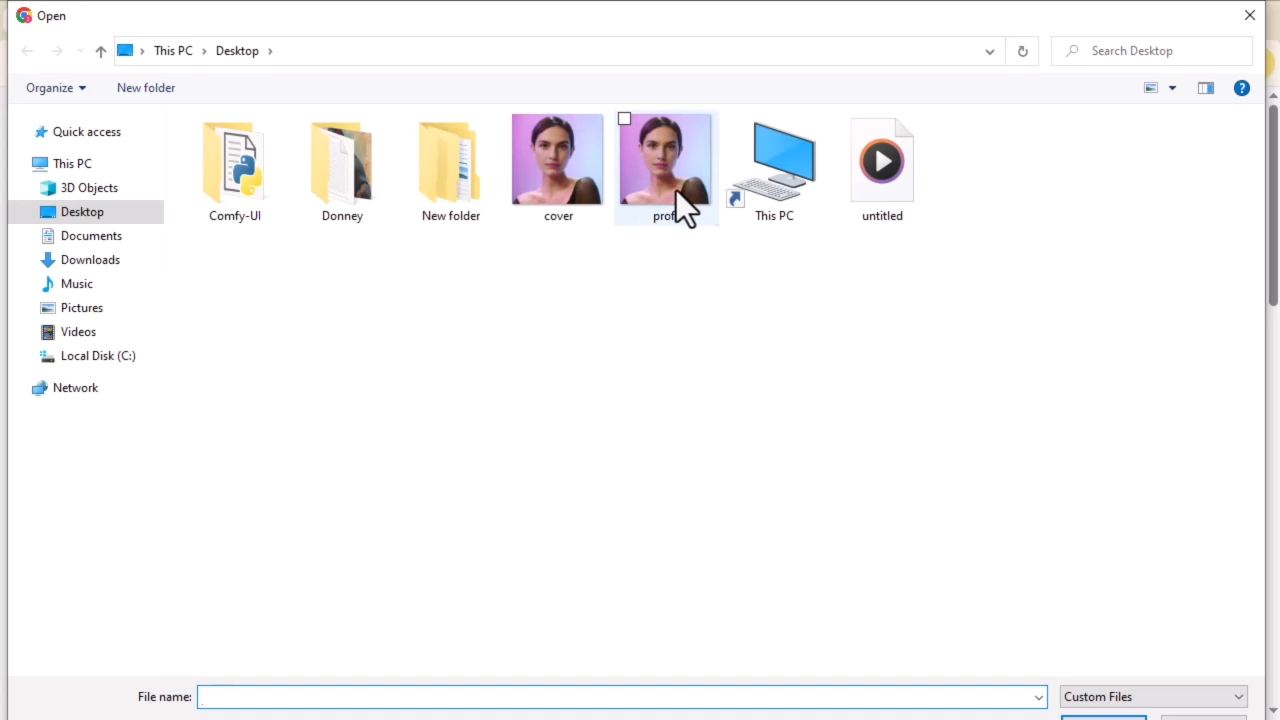 Open
This PC
Desktop
Search Desktop
Organize
New folder
Quick access
This PC
3D Objects
Desktop
Documents
Downloads
Music
Pictures
Videos
Local Disk (C:)
Network
Comfy-UI
Donney
New folder
cover
This PC
untitled
File name:
Custom Files